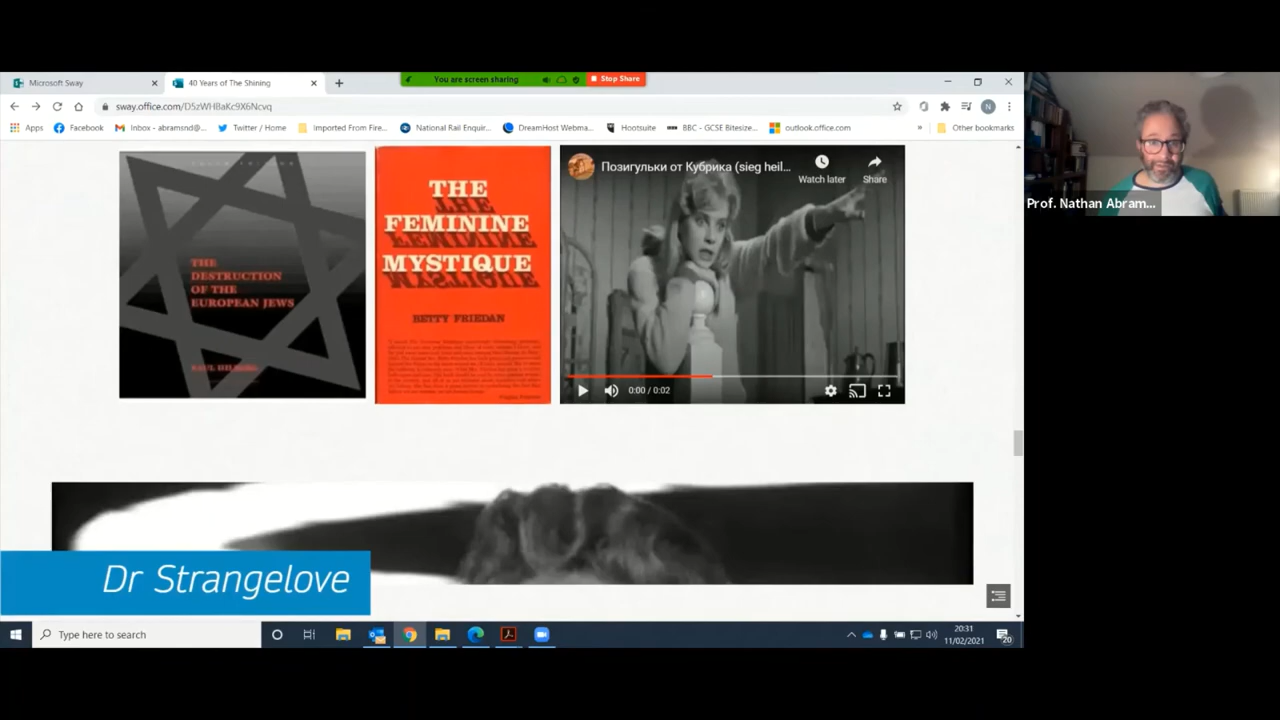 You are screen sharing
Stop Share
Microsoft Sway
40 Years of The Shining
sway.office.com/D5zWH8aKc9X6Ncvq
N
Apps
Facebook
Inbox - abramsnd@...
Twitter / Home
Imported From Fire...
National Rail Enquir...
DreamHost Webma...
Hootsuite
BBC - GCSE Bitesize...
outlook.office.com
»
Other bookmarks
Prof. Nathan Abram...
THE
DESTRUCTION
OF THE
EUROPEAN JEWS
RAUL HILBERG
THE
FEMININE
MYSTIQUE
BETTY FRIEDAN
Позигульки от Кубрика (sieg heil...
Watch later
Share
0:00 / 0:02
Dr Strangelove
Type here to search
20:31
11/02/2021
20